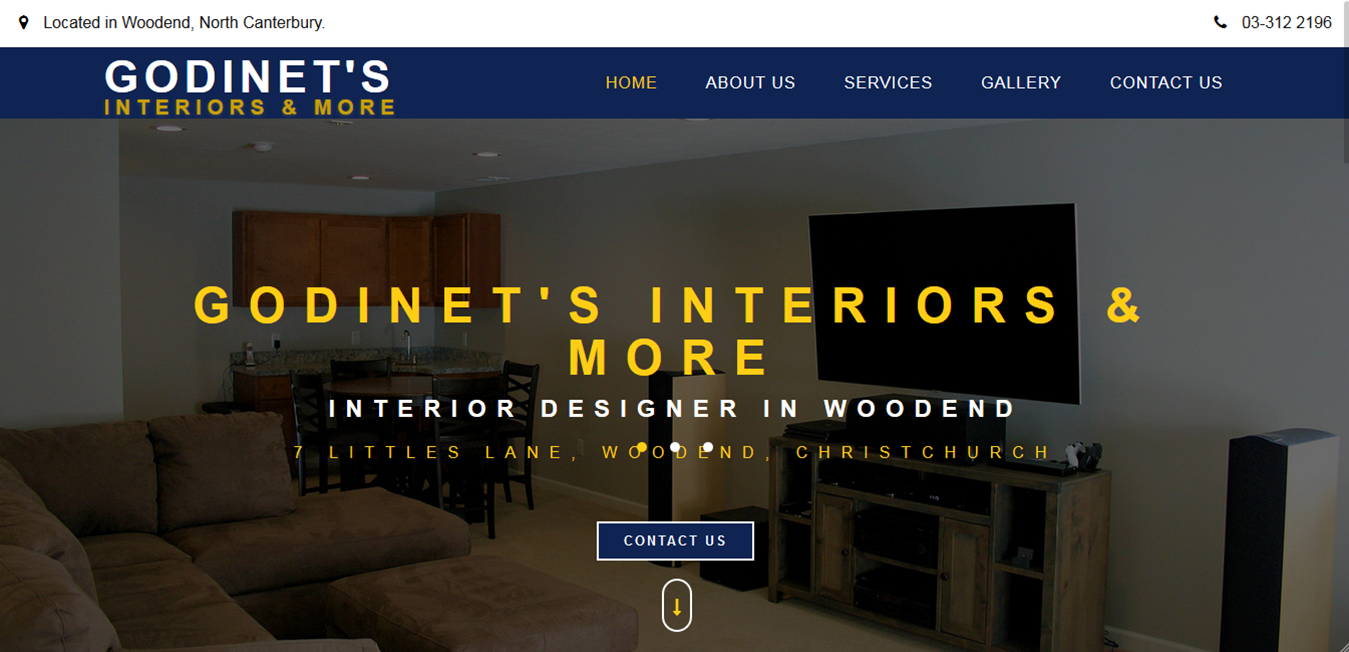 Located in Woodend, North Canterbury.
03-312 2196
GODINET'S
INTERIORS & MORE
HOME
ABOUT US
SERVICES
GALLERY
CONTACT US
GODINET'S INTERIORS &
MORE
INTERIOR DESIGNER IN WOODEND
7 LITTLES LANE, WOODEND, CHRISTCHURCH
CONTACT US